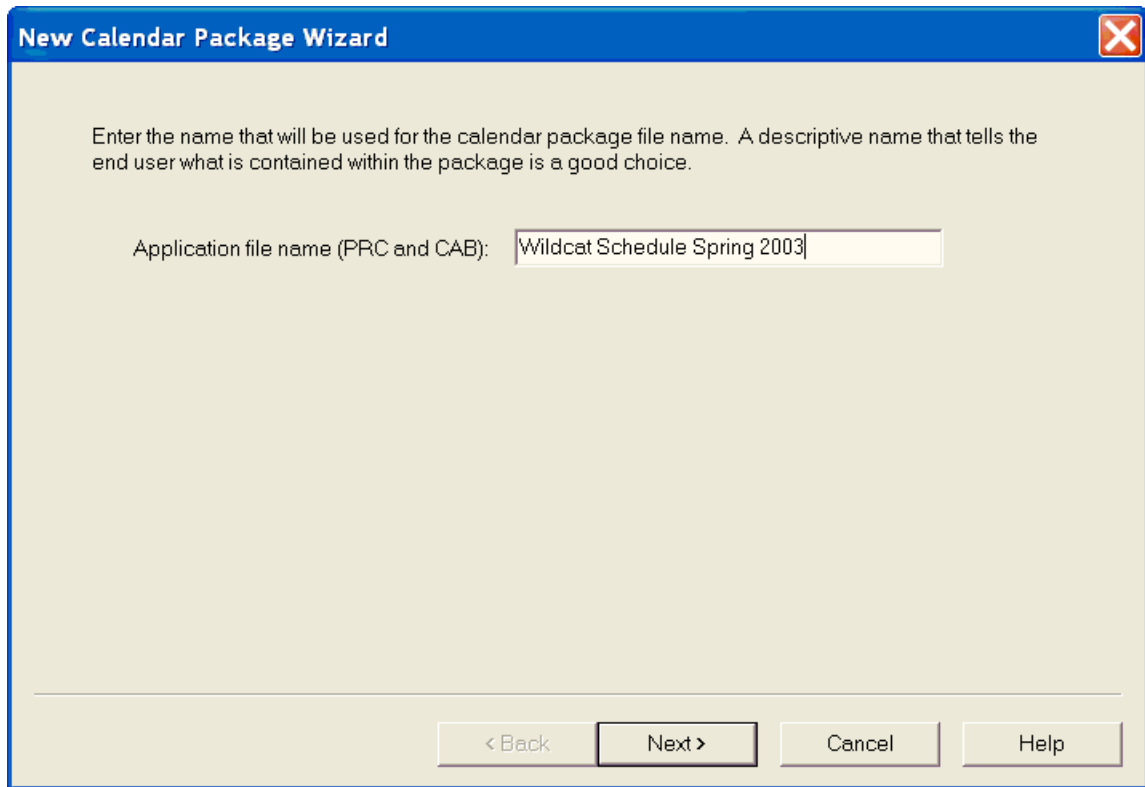 New Calendar Package Wizard
Enter the name that will be used for the calendar package file name.  A descriptive name that tells the
end user what is contained within the package is a good choice.
Application file name (PRC and CAB): Wildcat Schedule Spring 2003
< Back Next > Cancel Help